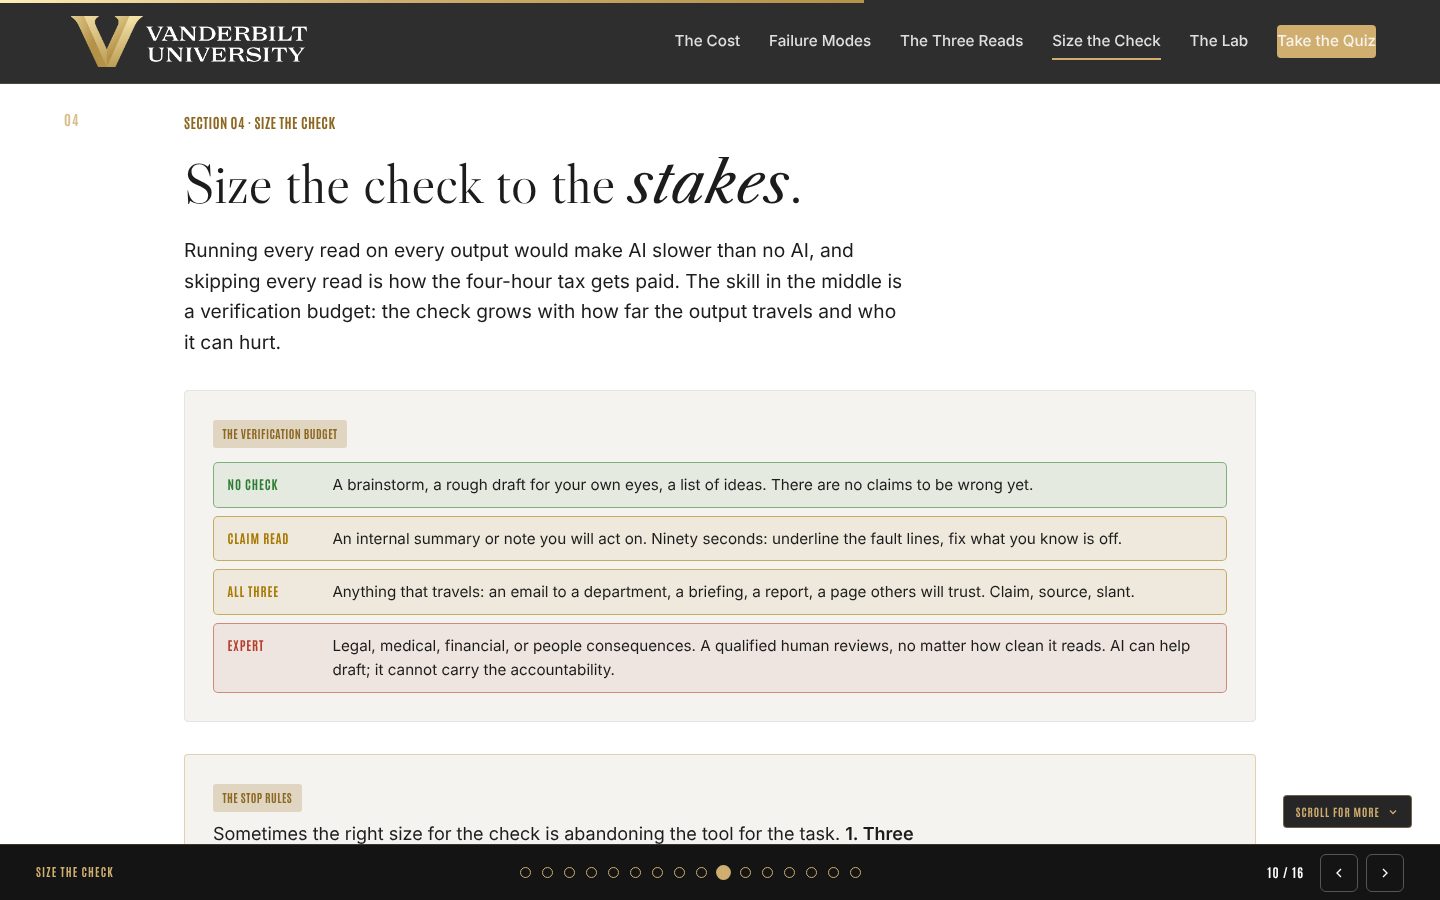 VANDERBILT
UNIVERSITY
The Cost
Failure Modes
The Three Reads
Size the Check
The Lab
Take the Quiz
04
SECTION 04 · SIZE THE CHECK
Size the check to the stakes.
Running every read on every output would make AI slower than no AI, and
skipping every read is how the four-hour tax gets paid. The skill in the middle is
a verification budget: the check grows with how far the output travels and who
it can hurt.
THE VERIFICATION BUDGET
NO CHECK
A brainstorm, a rough draft for your own eyes, a list of ideas. There are no claims to be wrong yet.
CLAIM READ
An internal summary or note you will act on. Ninety seconds: underline the fault lines, fix what you know is off.
ALL THREE
Anything that travels: an email to a department, a briefing, a report, a page others will trust. Claim, source, slant.
EXPERT
Legal, medical, financial, or people consequences. A qualified human reviews, no matter how clean it reads. AI can help
draft; it cannot carry the accountability.
THE STOP RULES
Sometimes the right size for the check is abandoning the tool for the task. 1. Three
SCROLL FOR MORE
SIZE THE CHECK
10 / 16